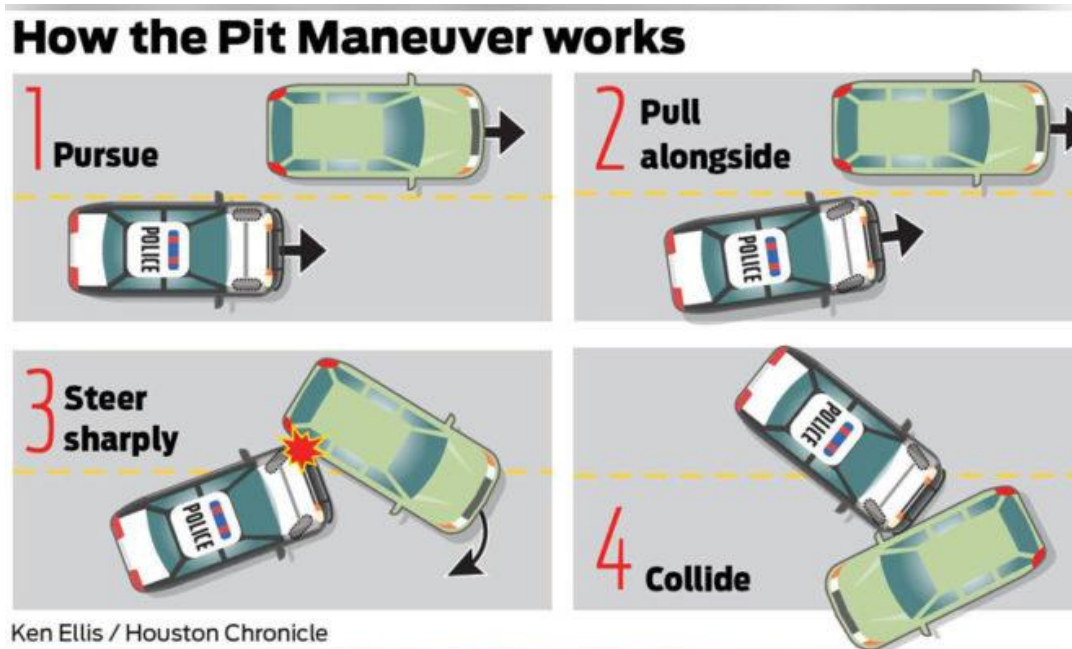 How the Pit Maneuver works
1 Pursue
POLICE
2 Pull
alongside
POLICE
3 Steer
sharply
POLICE
POLICE
4 Collide
Ken Ellis / Houston Chronicle